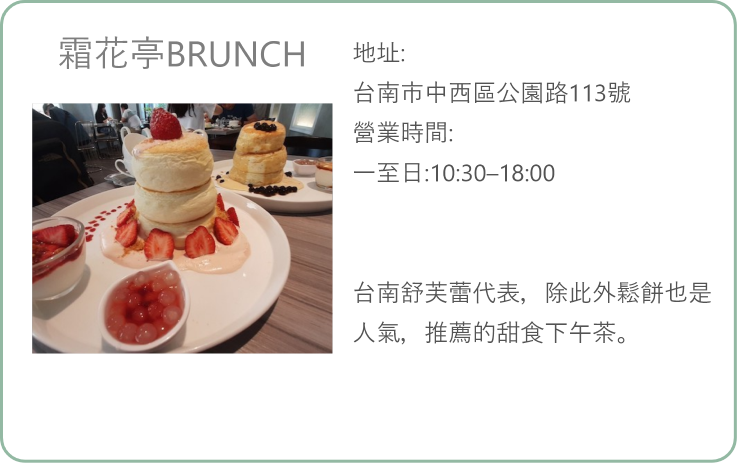 霜花亭BRUNCH
地址:
台南市中西區公園路113號
營業時間:
一至日:10:30–18:00
台南舒芙蕾代表，除此外鬆餅也是
人氣，推薦的甜食下午茶。